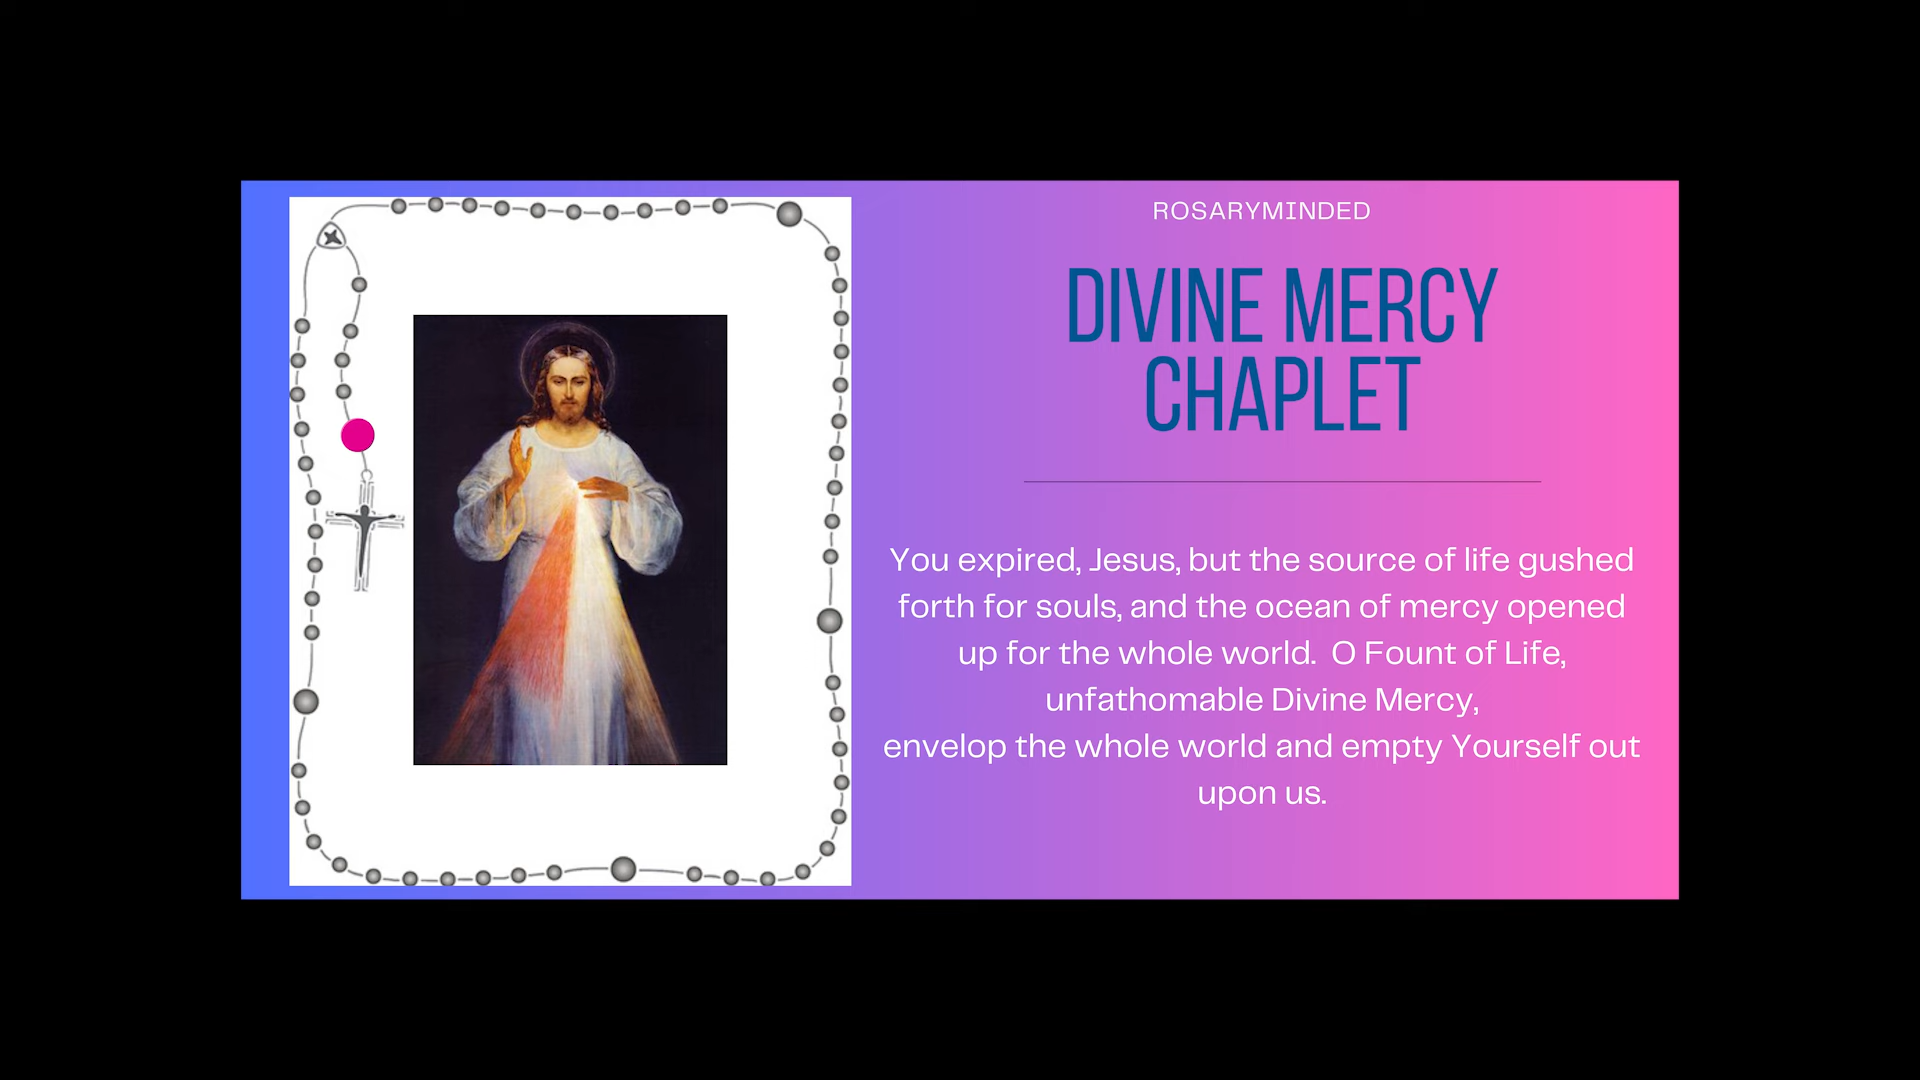 ROSARYMINDED
DIVINE MERCY
CHAPLET
You expired, Jesus, but the source of life gushed
forth for souls, and the ocean of mercy opened
up for the whole world.  O Fount of Life,
unfathomable Divine Mercy,
envelop the whole world and empty Yourself out
upon us.